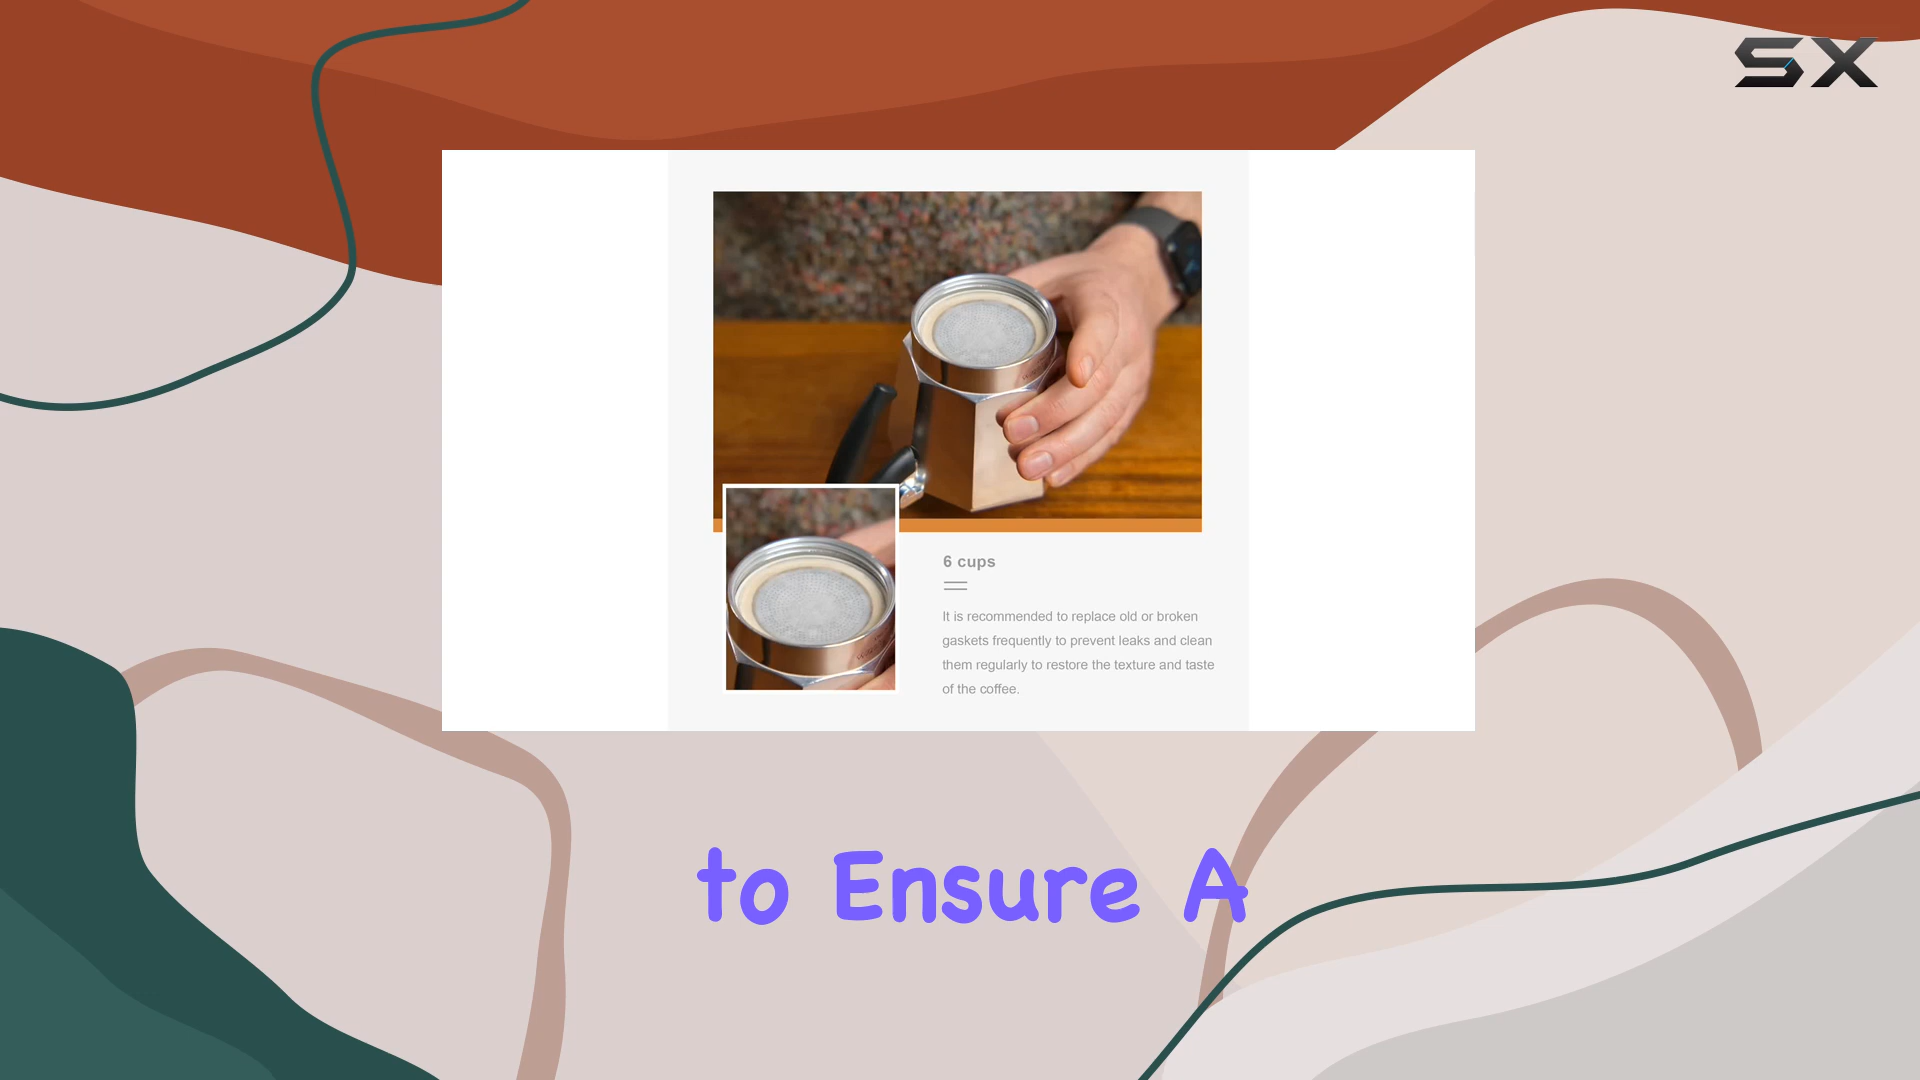 SX
6 cups
It is recommended to replace old or broken
gaskets frequently to prevent leaks and clean
them regularly to restore the texture and taste
of the coffee.
to Ensure A